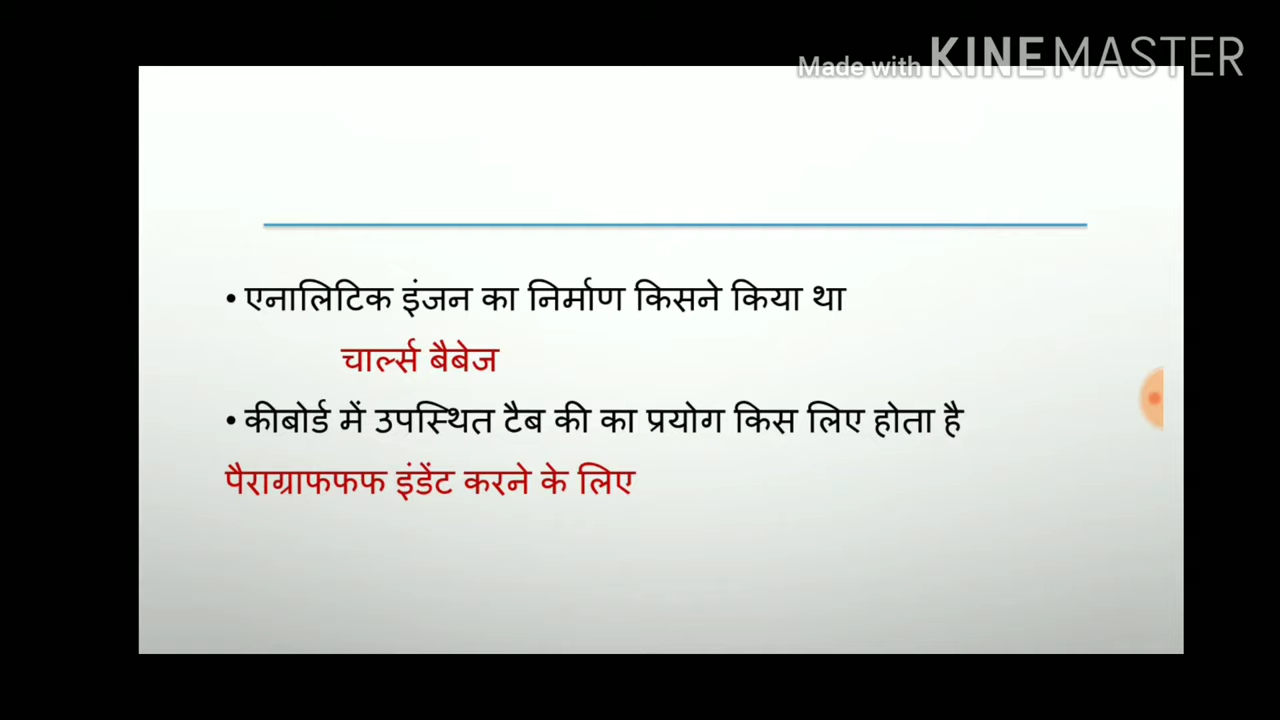 Made with KINEMASTER
• एनालिटिक इंजन का निर्माण किसने किया था
चार्ल्स बैबेज
• कीबोर्ड में उपस्थित टैब की का प्रयोग किस लिए होता है
पैराग्राफफफ इंडेंट करने के लिए